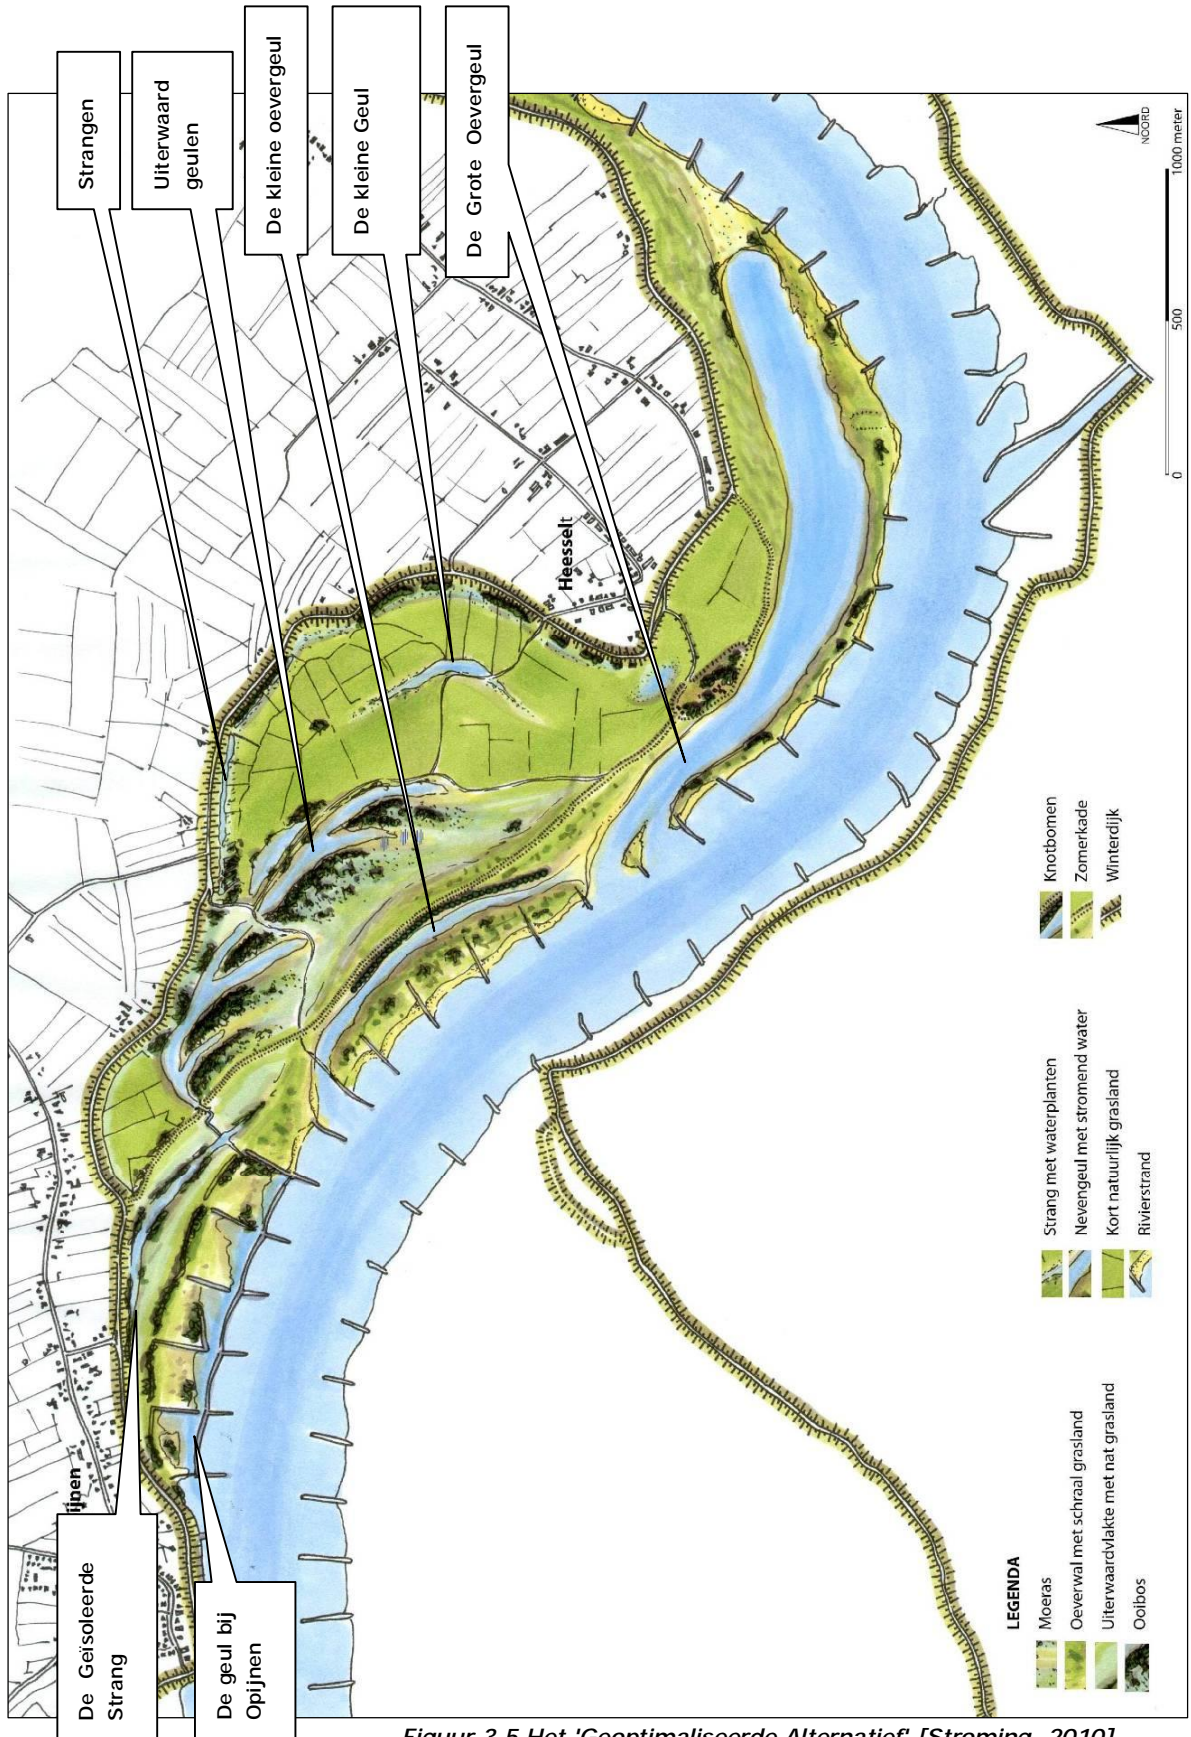 Strangen
Uiterwaard
geulen
De kleine oevergeul
De kleine Geul
De Grote Oevergeul
NOORD
0
500
1000 meter
Heesselt
ijnen
De Geïsoleerde
Strang
De geul bij
Opijnen
LEGENDA
Moeras
Oeverwal met schraal grasland
Uiterwaardvlakte met nat grasland
Ooibos
Strang met waterplanten
Nevengeul met stromend water
Kort natuurlijk grasland
Rivierstrand
Knotbomen
Zomerkade
Winterdijk
Figuur 3.5 Het 'Geoptimaliseerde Alternatief' [Stroming, 2010]